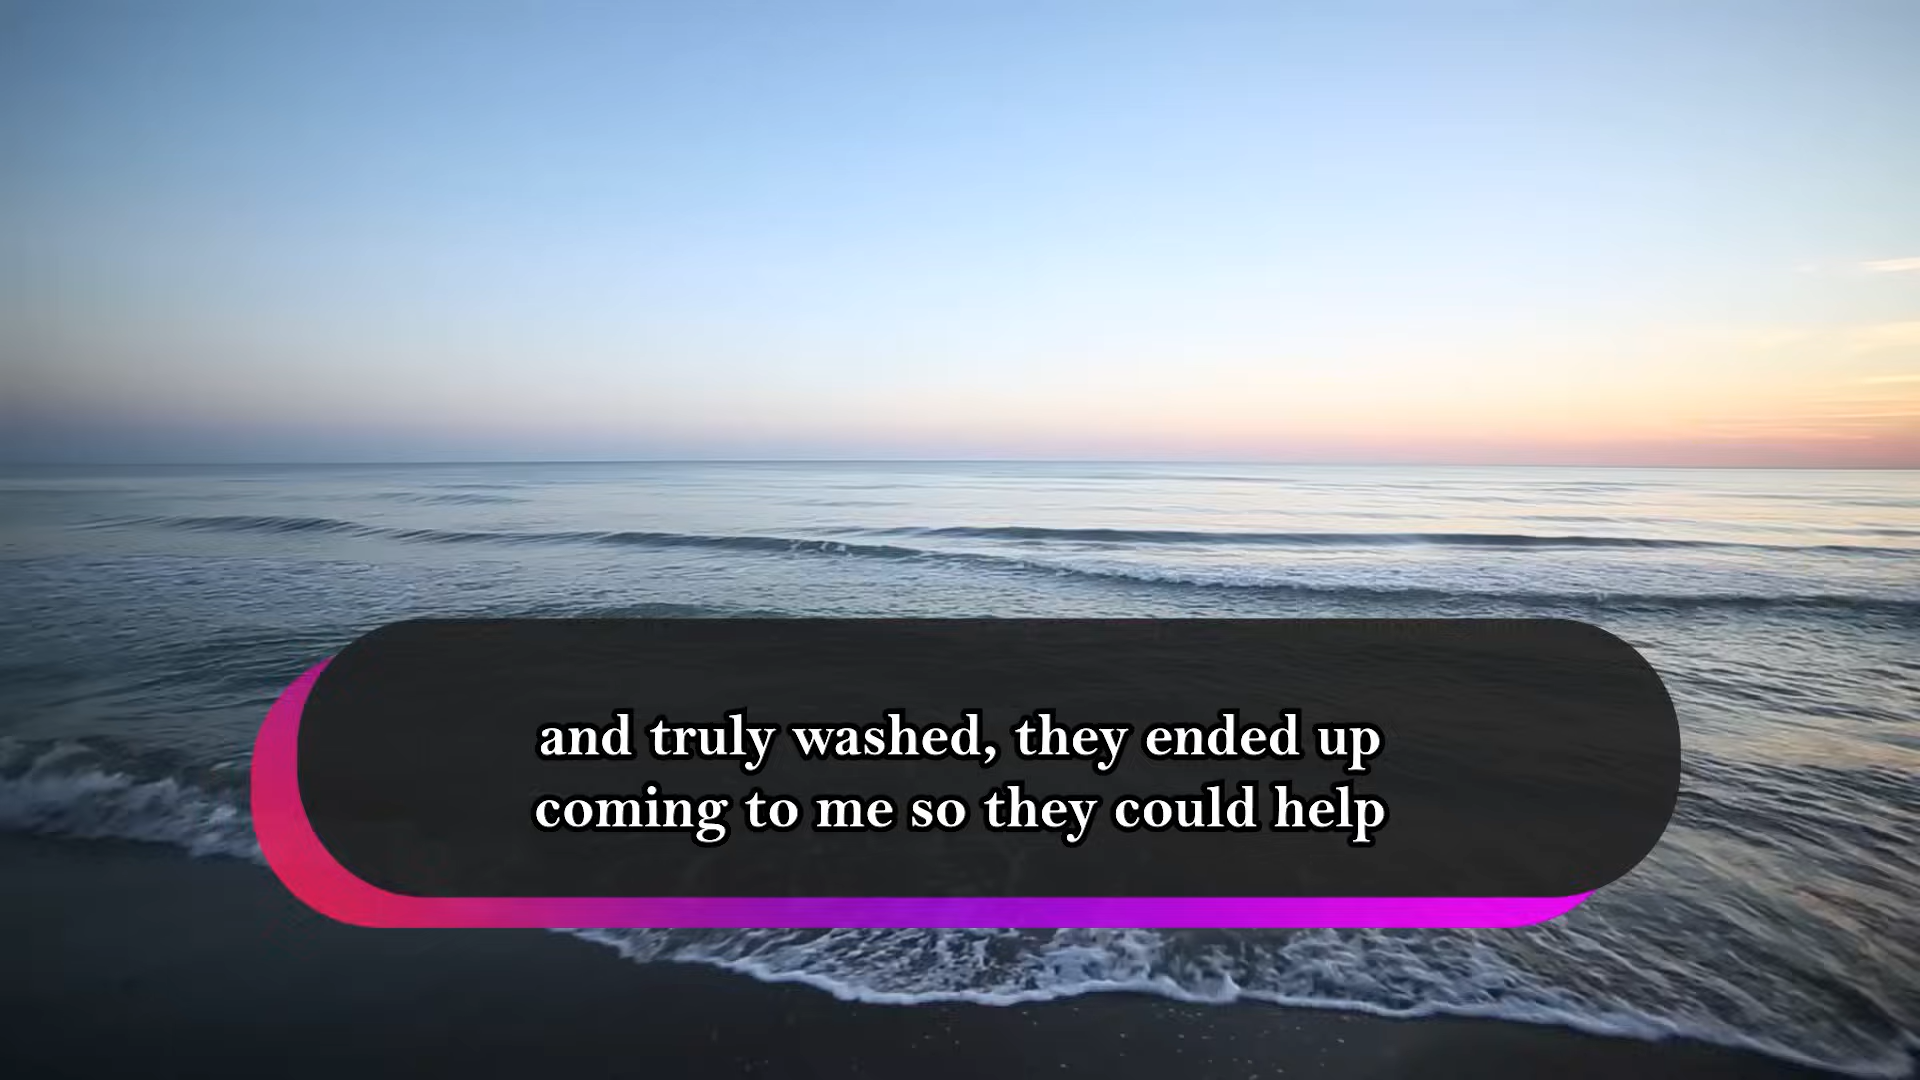 and truly washed, they ended up
coming to me so they could help